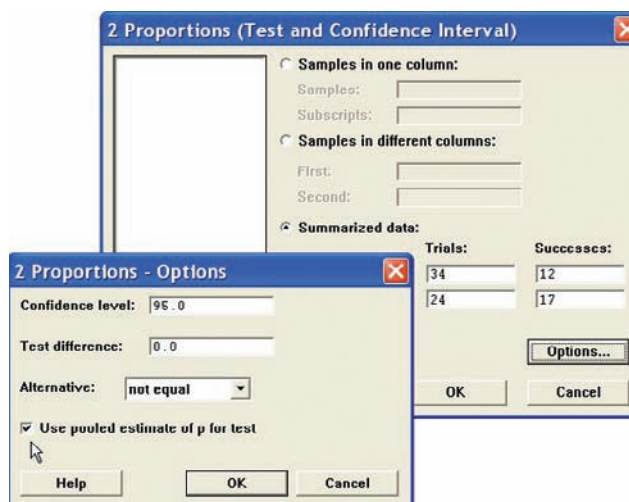 2 Proportions (Test and Confidence Interval)
Samples in one column:
Samples:
Subscripts:
Samples in different columns:
First:
Second:
Summarized data:
Trials: Successes:
34 12
24 17
Options...
OK Cancel
2 Proportions - Options
Confidence level: 95.0
Test difference: 0.0
Alternative: not equal
Use pooled estimate of p for test
Help OK Cancel